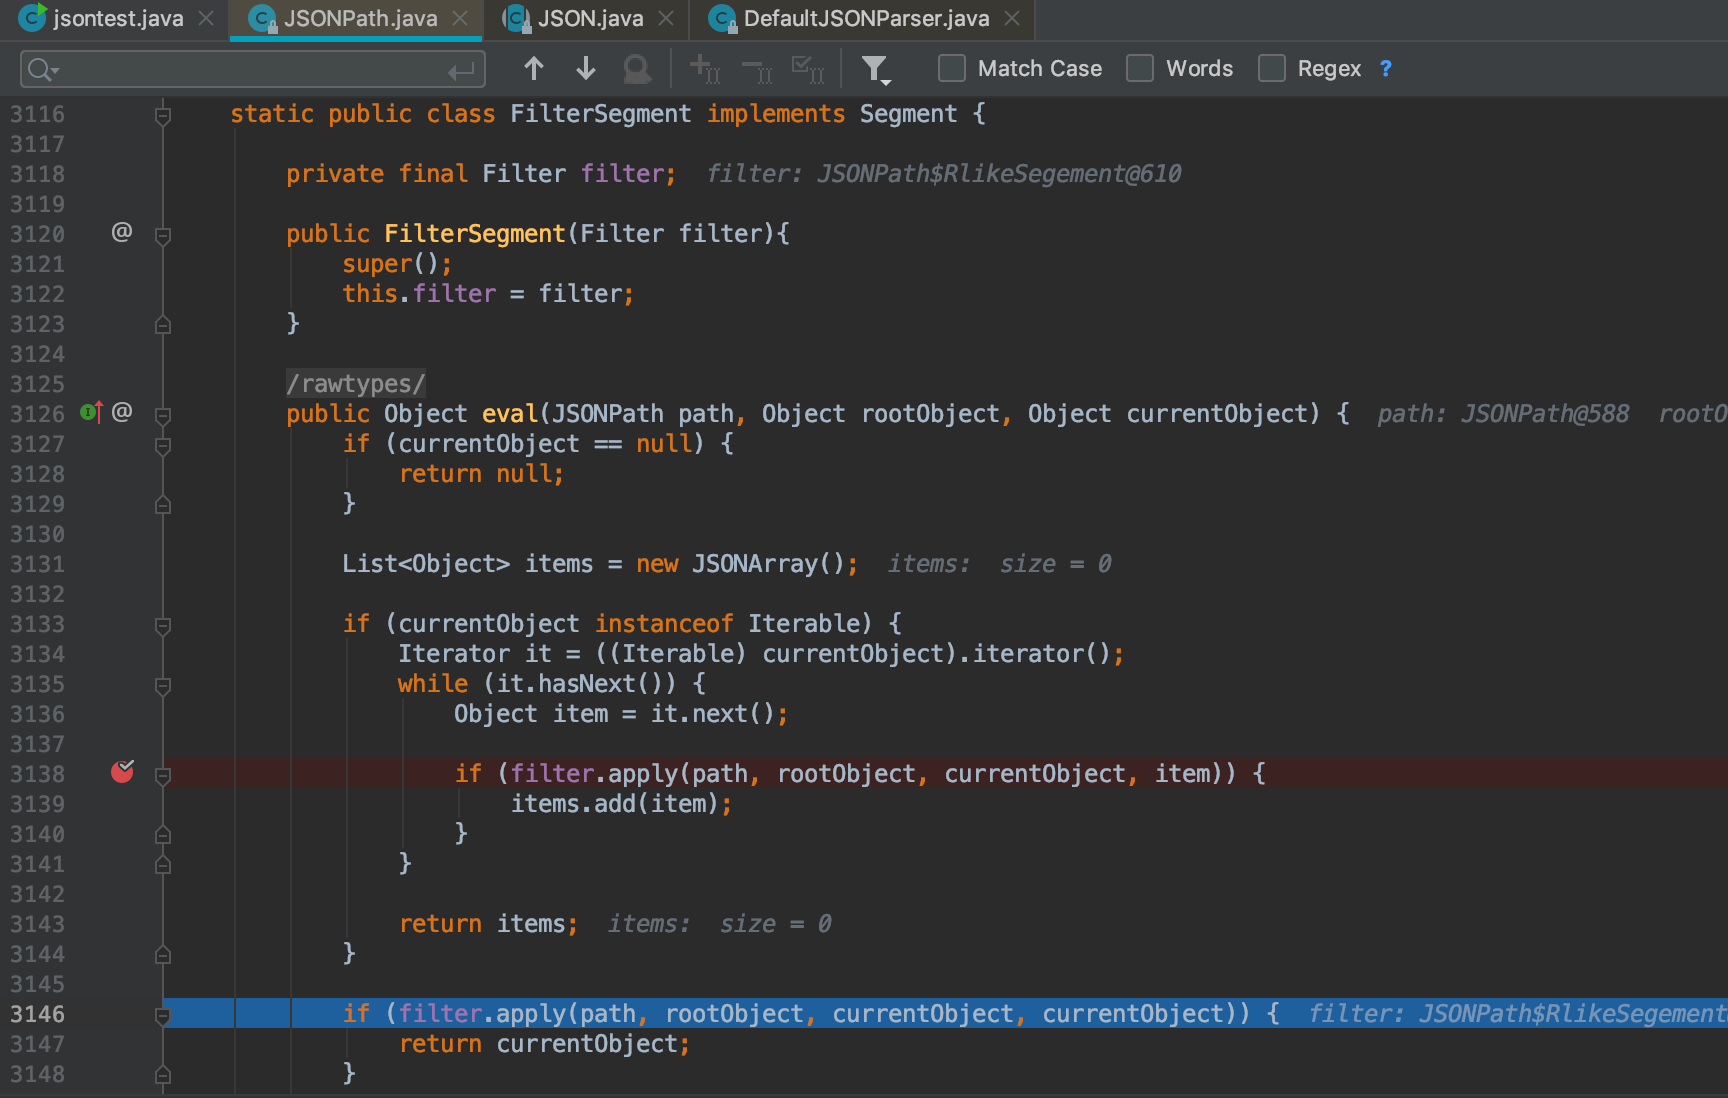 jsontest.java JSONPath.java JSON.java DefaultJSONParser.java
Match Case Words Regex ?
3116 static public class FilterSegment implements Segment {
3117
3118 private final Filter filter; filter: JSONPath$RlikeSegement@610
3119
3120 @ public FilterSegment(Filter filter){
3121 super();
3122 this.filter = filter;
3123 }
3124
3125 /rawtypes/
3126 @ public Object eval(JSONPath path, Object rootObject, Object currentObject) { path: JSONPath@588 rootO
3127 if (currentObject == null) {
3128 return null;
3129 }
3130
3131 List<Object> items = new JSONArray(); items: size = 0
3132
3133 if (currentObject instanceof Iterable) {
3134 Iterator it = ((Iterable) currentObject).iterator();
3135 while (it.hasNext()) {
3136 Object item = it.next();
3137
3138 if (filter.apply(path, rootObject, currentObject, item)) {
3139 items.add(item);
3140 }
3141 }
3142
3143 return items; items: size = 0
3144 }
3145
3146 if (filter.apply(path, rootObject, currentObject, currentObject)) { filter: JSONPath$RlikeSegement
3147 return currentObject;
3148 }